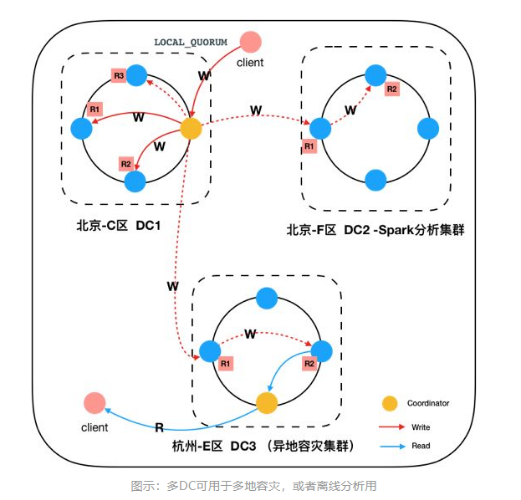 LOCAL_QUORUM
client
W
R3
R1
W
W
R2
W
R2
W
R1
北京-C区 DC1
北京-F区 DC2 -Spark分析集群
W
W
R1
R2
Coordinator
Write
Read
client
R
杭州-E区 DC3 （异地容灾集群）
图示：多DC可用于多地容灾，或者离线分析用